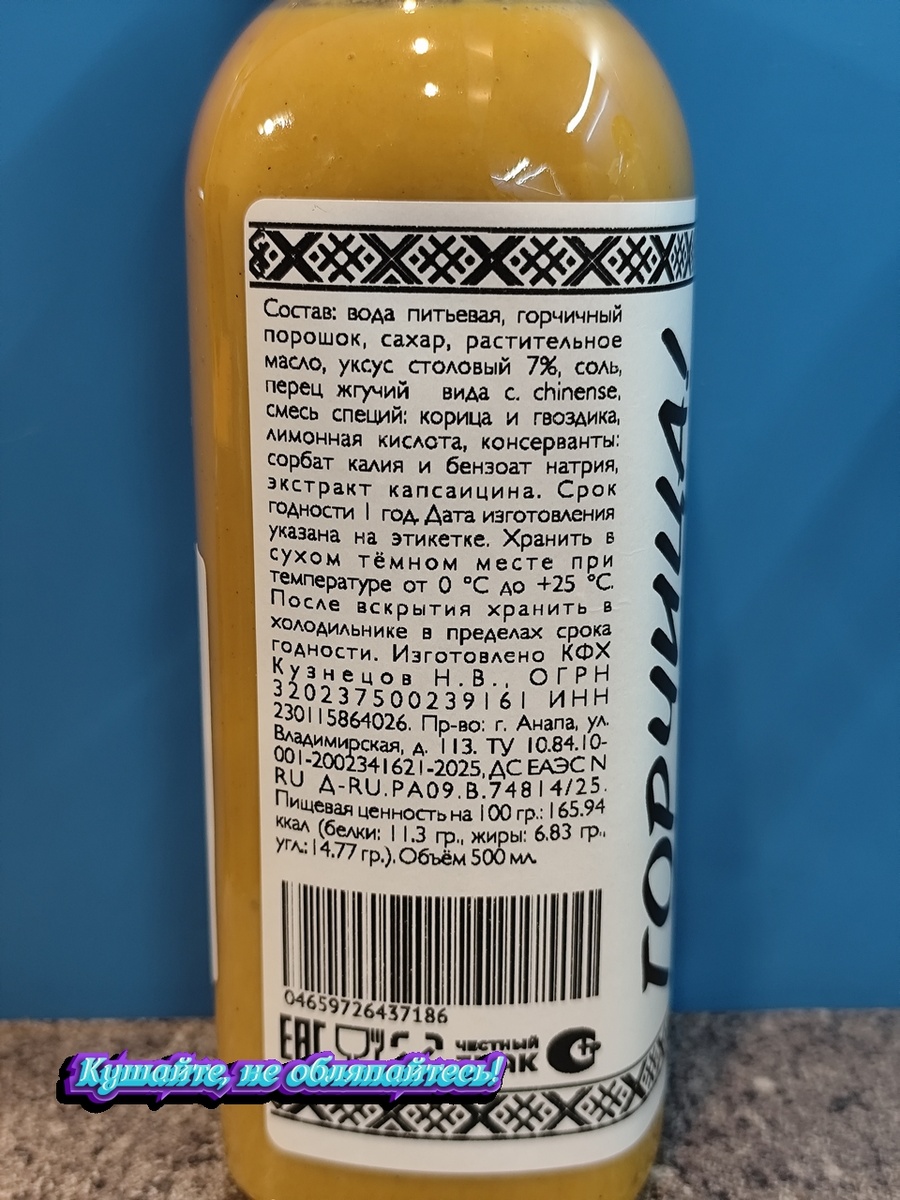 Состав: вода питьевая, горчичный
порошок, сахар, растительное
масло, уксус столовый 7%, соль,
перец жгучий вида c. chinense,
смесь специй: корица и гвоздика,
лимонная кислота, консерванты:
сорбат калия и бензоат натрия,
экстракт капсаицина. Срок
годности 1 год. Дата изготовления
указана на этикетке. Хранить в
сухом тёмном месте при
температуре от 0 °C до +25 °C.
После вскрытия хранить в
холодильнике в пределах срока
годности. Изготовлено КФХ
Кузнецов Н.В., ОГРН
320237500239161 ИНН
230115864026. Пр-во: г. Анапа, ул.
Владимирская, д. 113. ТУ 10.84.10-
001-2002341621-2025, ДС ЕАЭС N
RU Д-RU.РА09.В.74814/25.
Пищевая ценность на 100 гр.: 165.94
ккал (белки: 11.3 гр., жиры: 6.83 гр.,
угл.: 14.77 гр.). Объём 500 мл.
04659726437186
ЕАС
ЧЕСТНЫЙ
ГОРЧИЦА!
Кушайте, не обляпайтесь!